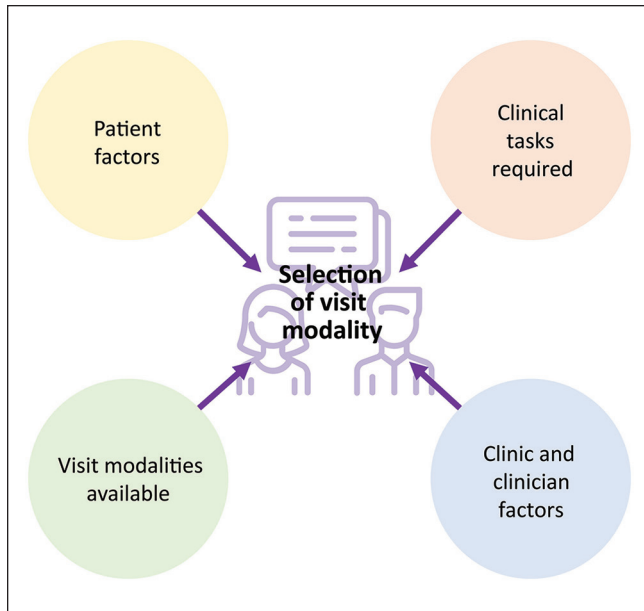 Patient
factors
Clinical
tasks
required
Selection
of visit
modality
Visit modalities
available
Clinic and
clinician
factors